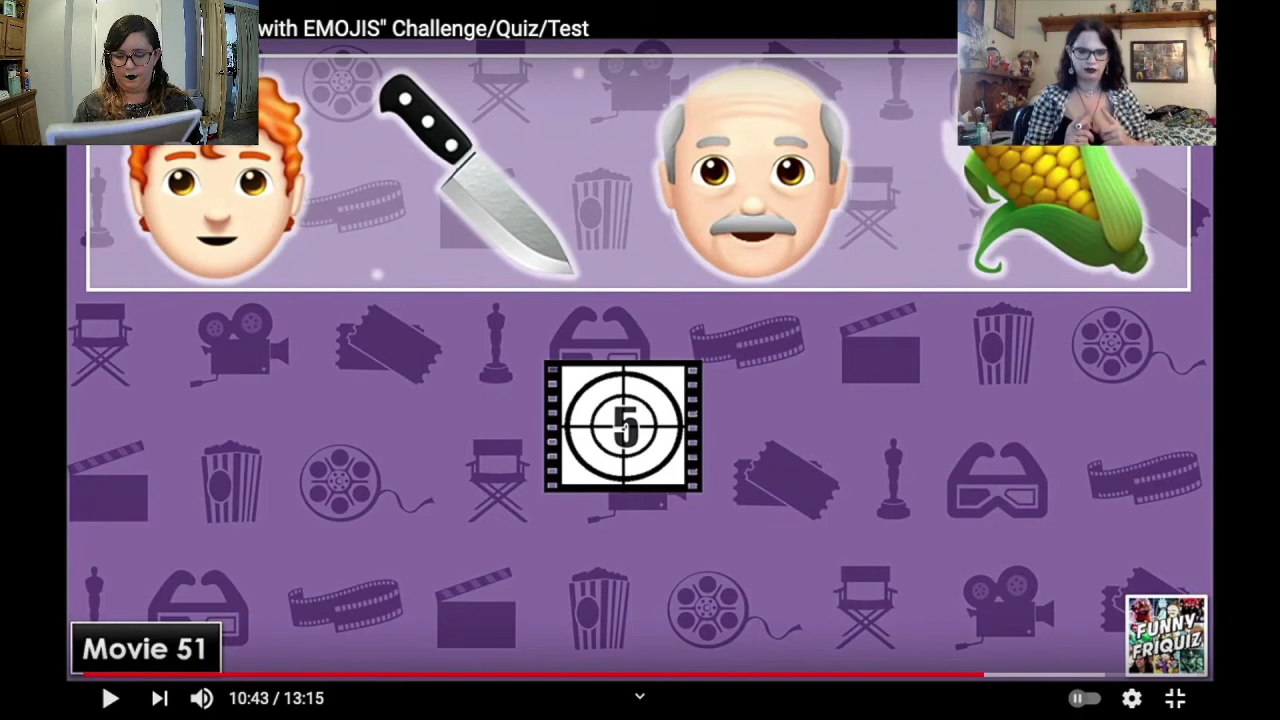 with EMOJIS" Challenge/Quiz/Test
5
Movie 51
FUNNY
FRIQUIZ
10:43 / 13:15